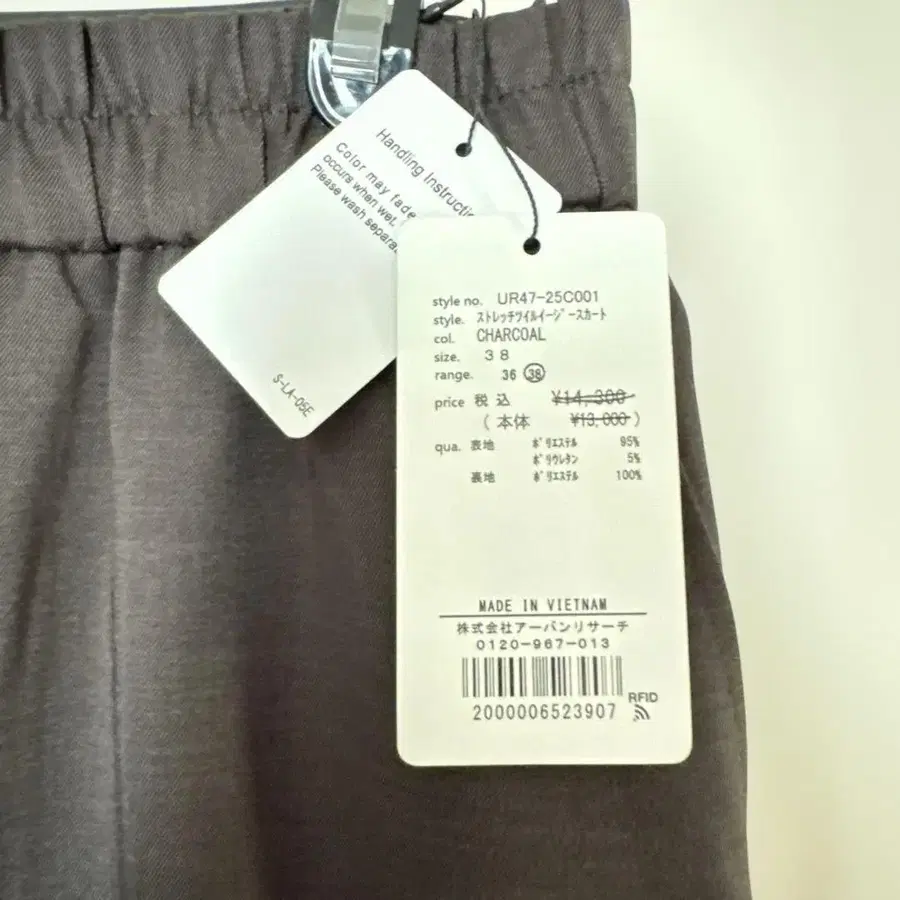 Handling Instructi
Color may fade
occurs when wet.
Please wash separa
S-LA-05E
style no. UR47-25C001
style. ストレッチツイルイージースカート
col. CHARCOAL
size. 38
range. 36 38
price 税込 ¥14,300
(本体 ¥13,000)
qua. 表地 ポリエステル 95%
ポリウレタン 5%
裏地 ポリエステル 100%
MADE IN VIETNAM
株式会社アーバンリサーチ
0120-967-013
RFID
2000006523907